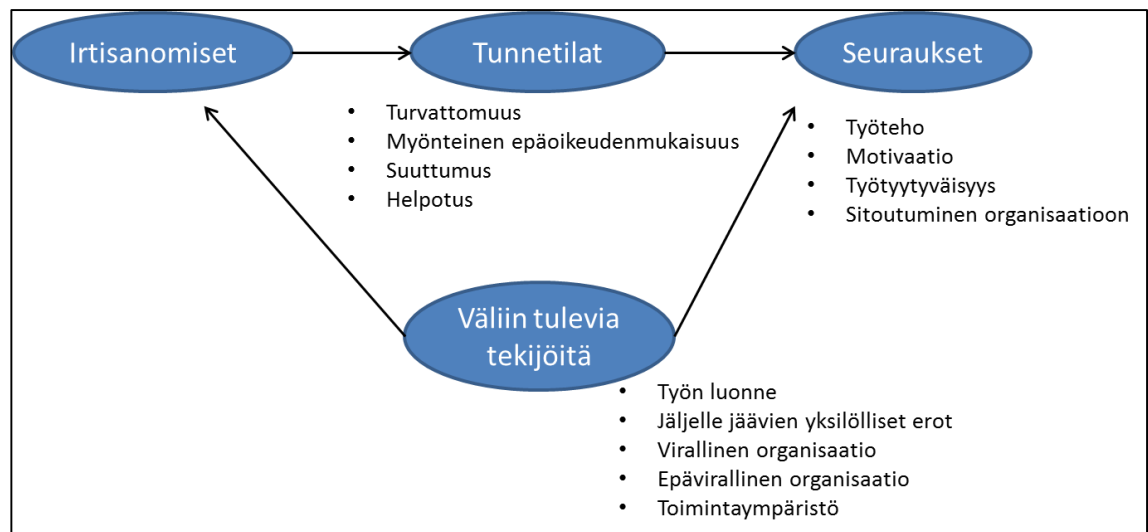 Irtisanomiset
Tunnetilat
Seuraukset
• Turvattomuus
• Myönteinen epäoikeudenmukaisuus
• Suuttumus
• Helpotus
• Työteho
• Motivaatio
• Työtyytyväisyys
• Sitoutuminen organisaatioon
Väliin tulevia
tekijöitä
• Työn luonne
• Jäljelle jäävien yksilölliset erot
• Virallinen organisaatio
• Epävirallinen organisaatio
• Toimintaympäristö